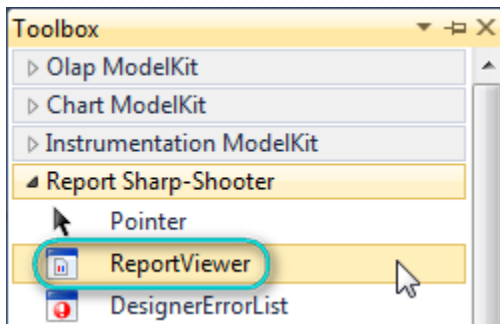 Toolbox
Olap ModelKit
Chart ModelKit
Instrumentation ModelKit
Report Sharp-Shooter
Pointer
ReportViewer
DesignerErrorList